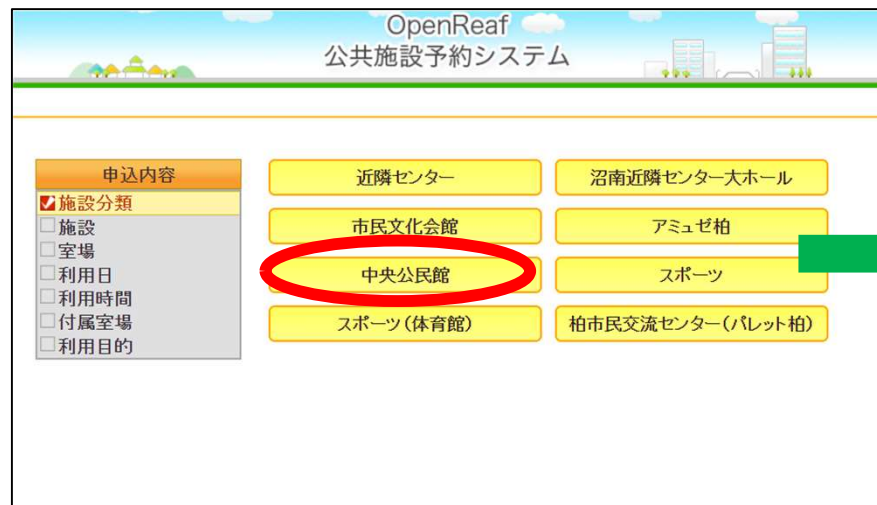 OpenReaf
公共施設予約システム
申込内容
施設分類
施設
室場
利用日
利用時間
付属室場
利用目的
近隣センター
沼南近隣センター大ホール
市民文化会館
アミュゼ柏
中央公民館
スポーツ
スポーツ(体育館)
柏市民交流センター(パレット柏)